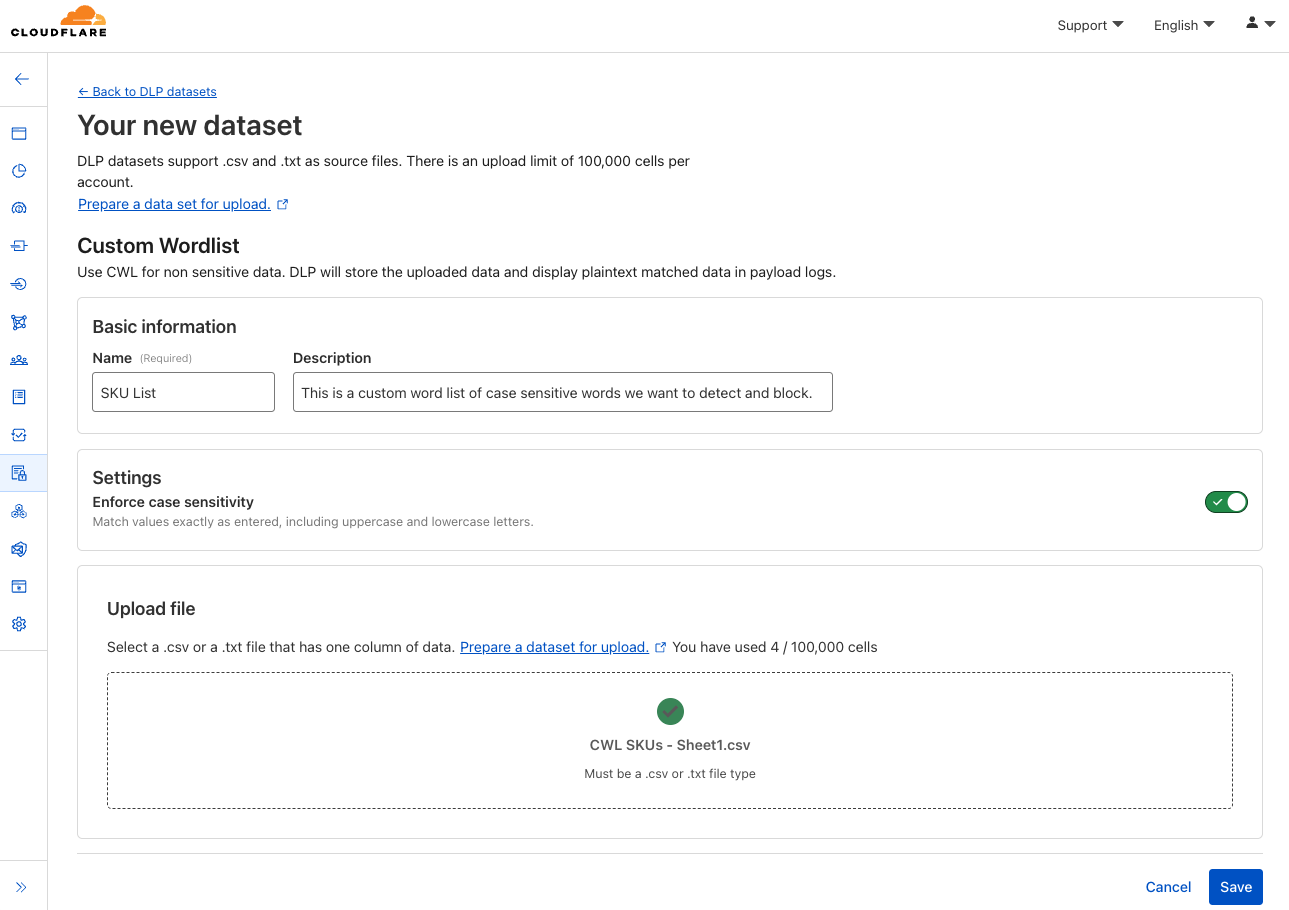 CLOUDFLARE
Support
English
← Back to DLP datasets
Your new dataset
DLP datasets support .csv and .txt as source files. There is an upload limit of 100,000 cells per
account.
Prepare a data set for upload.
Custom Wordlist
Use CWL for non sensitive data. DLP will store the uploaded data and display plaintext matched data in payload logs.
Basic information
Name (Required)
Description
SKU List
This is a custom word list of case sensitive words we want to detect and block.
Settings
Enforce case sensitivity
Match values exactly as entered, including uppercase and lowercase letters.
Upload file
Select a .csv or a .txt file that has one column of data. Prepare a dataset for upload. You have used 4 / 100,000 cells
CWL SKUs - Sheet1.csv
Must be a .csv or .txt file type
Cancel
Save